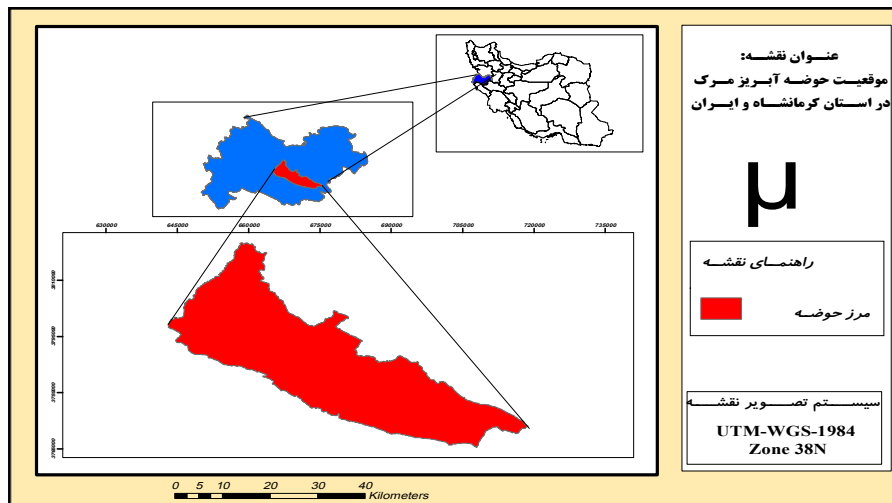 عنوان نقشه:
موقعیت حوضه آبریز مرک
در استان کرمانشاه و ایران
µ
راهنمای نقشه
مرز حوضه
سیستم تصویر نقشه
UTM-WGS-1984
Zone 38N
630000 645000 660000 675000 690000 705000 720000 735000
0 5 10 20 30 40
Kilometers